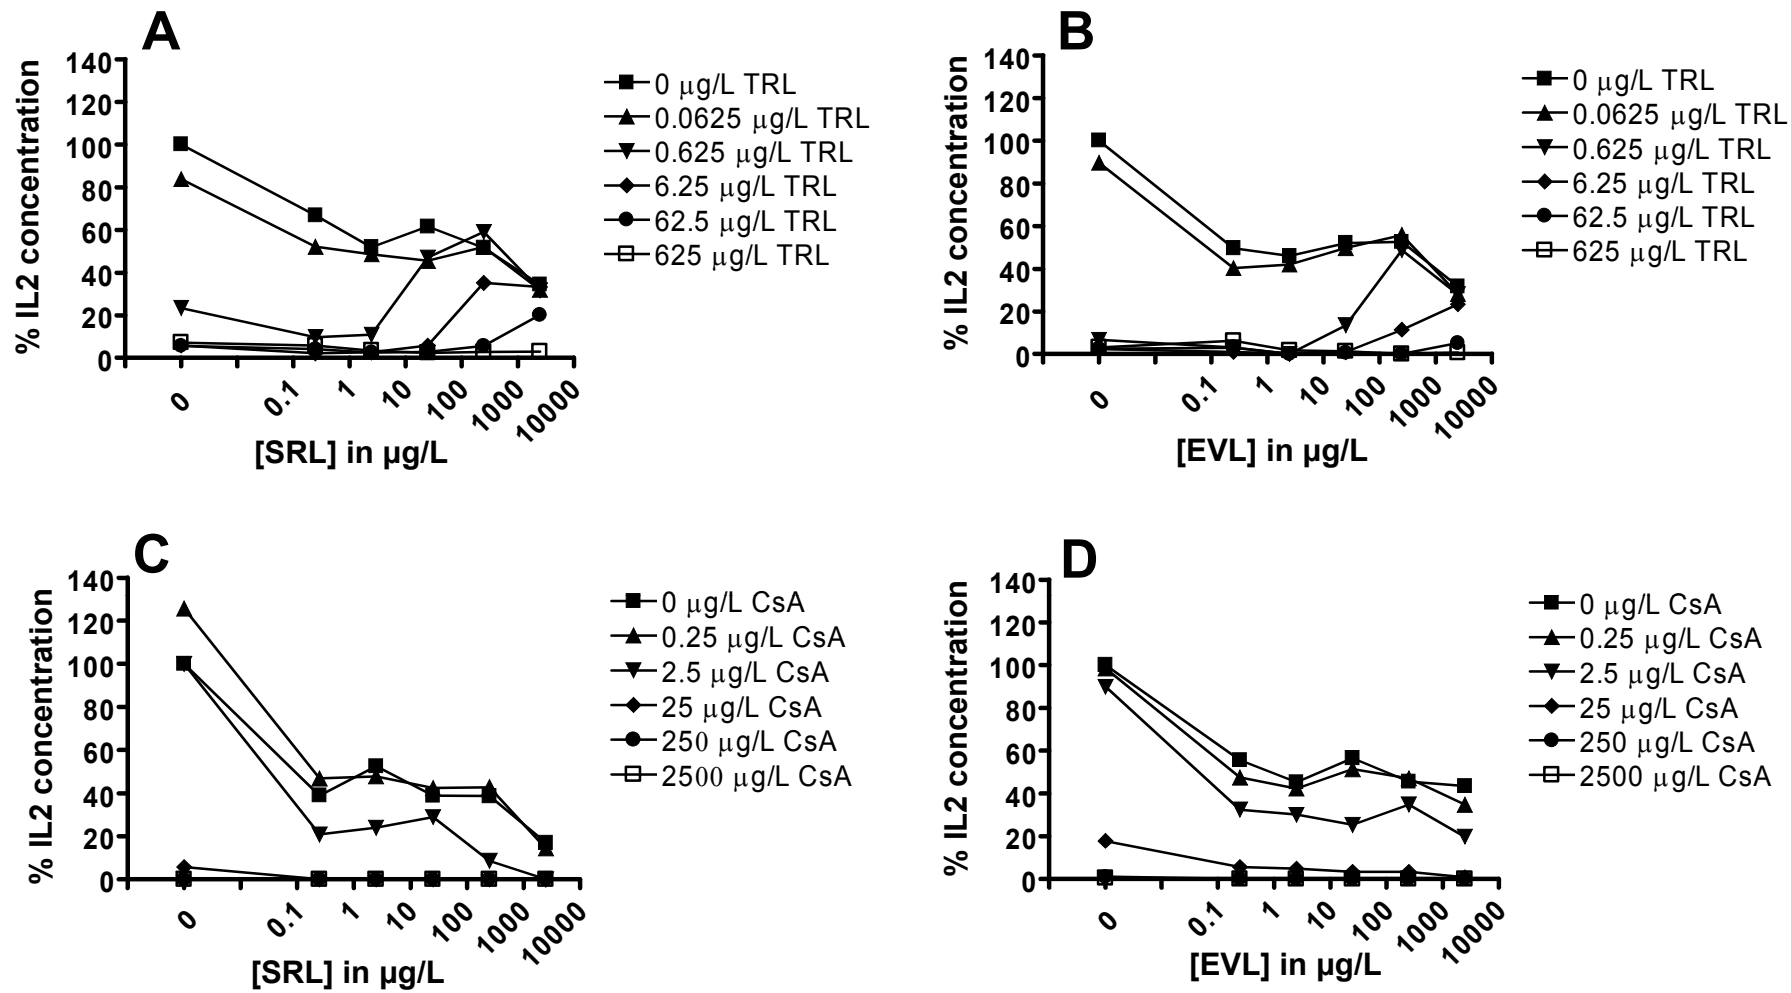 A
% IL2 concentration
140
120
100
80
60
40
20
0
0
0.1
1
10
100
1000
10000
[SRL] in µg/L
0 µg/L TRL
0.0625 µg/L TRL
0.625 µg/L TRL
6.25 µg/L TRL
62.5 µg/L TRL
625 µg/L TRL
B
% IL2 concentration
140
120
100
80
60
40
20
0
0
0.1
1
10
100
1000
10000
[EVL] in µg/L
0 µg/L TRL
0.0625 µg/L TRL
0.625 µg/L TRL
6.25 µg/L TRL
62.5 µg/L TRL
625 µg/L TRL
C
% IL2 concentration
140
120
100
80
60
40
20
0
0
0.1
1
10
100
1000
10000
[SRL] in µg/L
0 µg/L CsA
0.25 µg/L CsA
2.5 µg/L CsA
25 µg/L CsA
250 µg/L CsA
2500 µg/L CsA
D
% IL2 concentration
140
120
100
80
60
40
20
0
0
0.1
1
10
100
1000
10000
[EVL] in µg/L
0 µg/L CsA
0.25 µg/L CsA
2.5 µg/L CsA
25 µg/L CsA
250 µg/L CsA
2500 µg/L CsA